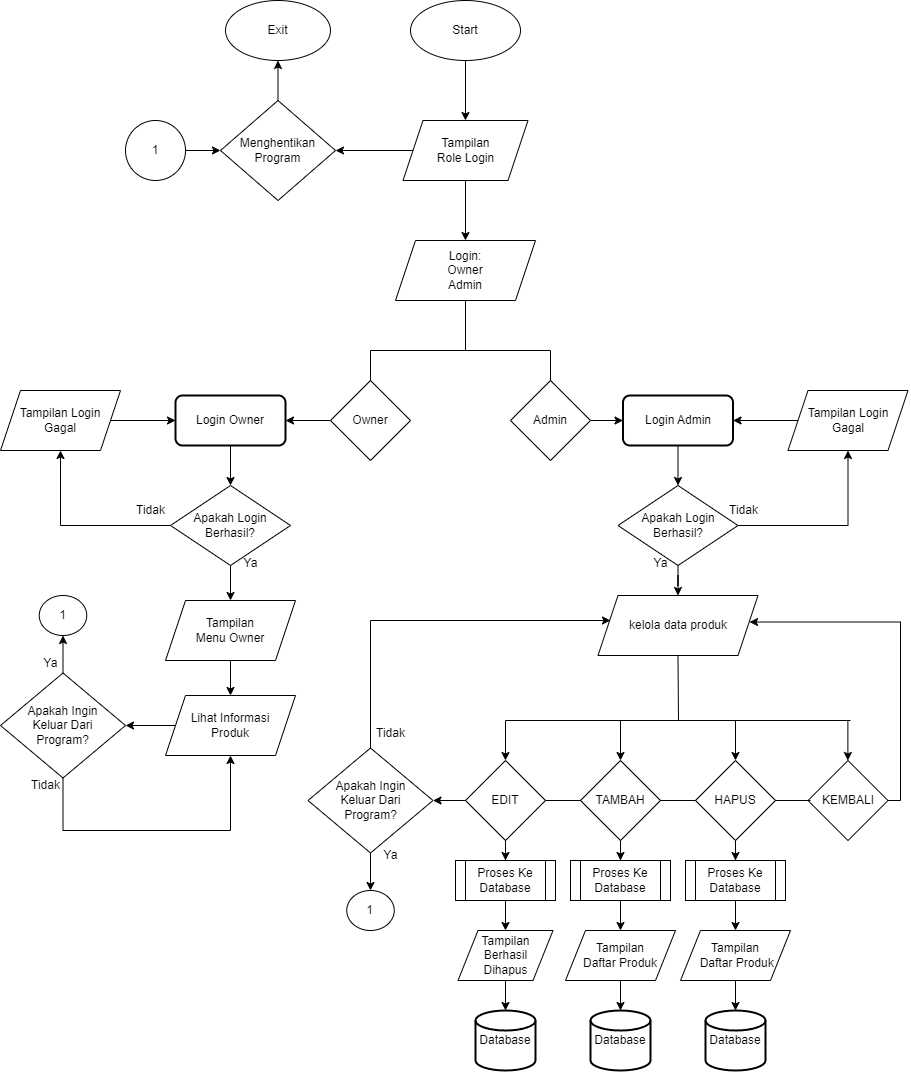 Exit
Start
1
Menghentikan
Program
Tampilan
Role Login
Login:
Owner
Admin
Owner
Admin
Tampilan Login
Gagal
Login Owner
Login Admin
Tampilan Login
Gagal
Tidak
Apakah Login
Berhasil?
Ya
Apakah Login
Berhasil?
Tidak
Ya
1
Tampilan
Menu Owner
kelola data produk
Ya
Apakah Ingin
Keluar Dari
Program?
Tidak
Lihat Informasi
Produk
Tidak
Apakah Ingin
Keluar Dari
Program?
Ya
1
EDIT
TAMBAH
HAPUS
KEMBALI
Proses Ke
Database
Proses Ke
Database
Proses Ke
Database
Tampilan
Berhasil
Dihapus
Tampilan
Daftar Produk
Tampilan
Daftar Produk
Database
Database
Database